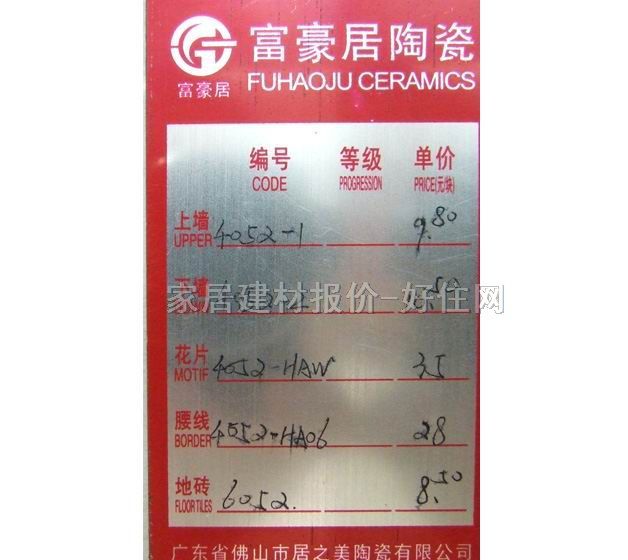 富豪居
富豪居陶瓷
FUHAOJU CERAMICS
编号 等级 单价
CODE PROGRESSION PRICE(元/块)
上墙 4052-1 9.80
UPPER
下墙
家居建材报价-好住网
花片 4052-HAW 35
MOTIF
腰线 4052-HA06 28
BORDER
地砖 6052. 8.50
FLOOR TILES
广东省佛山市居之美陶瓷有限公司